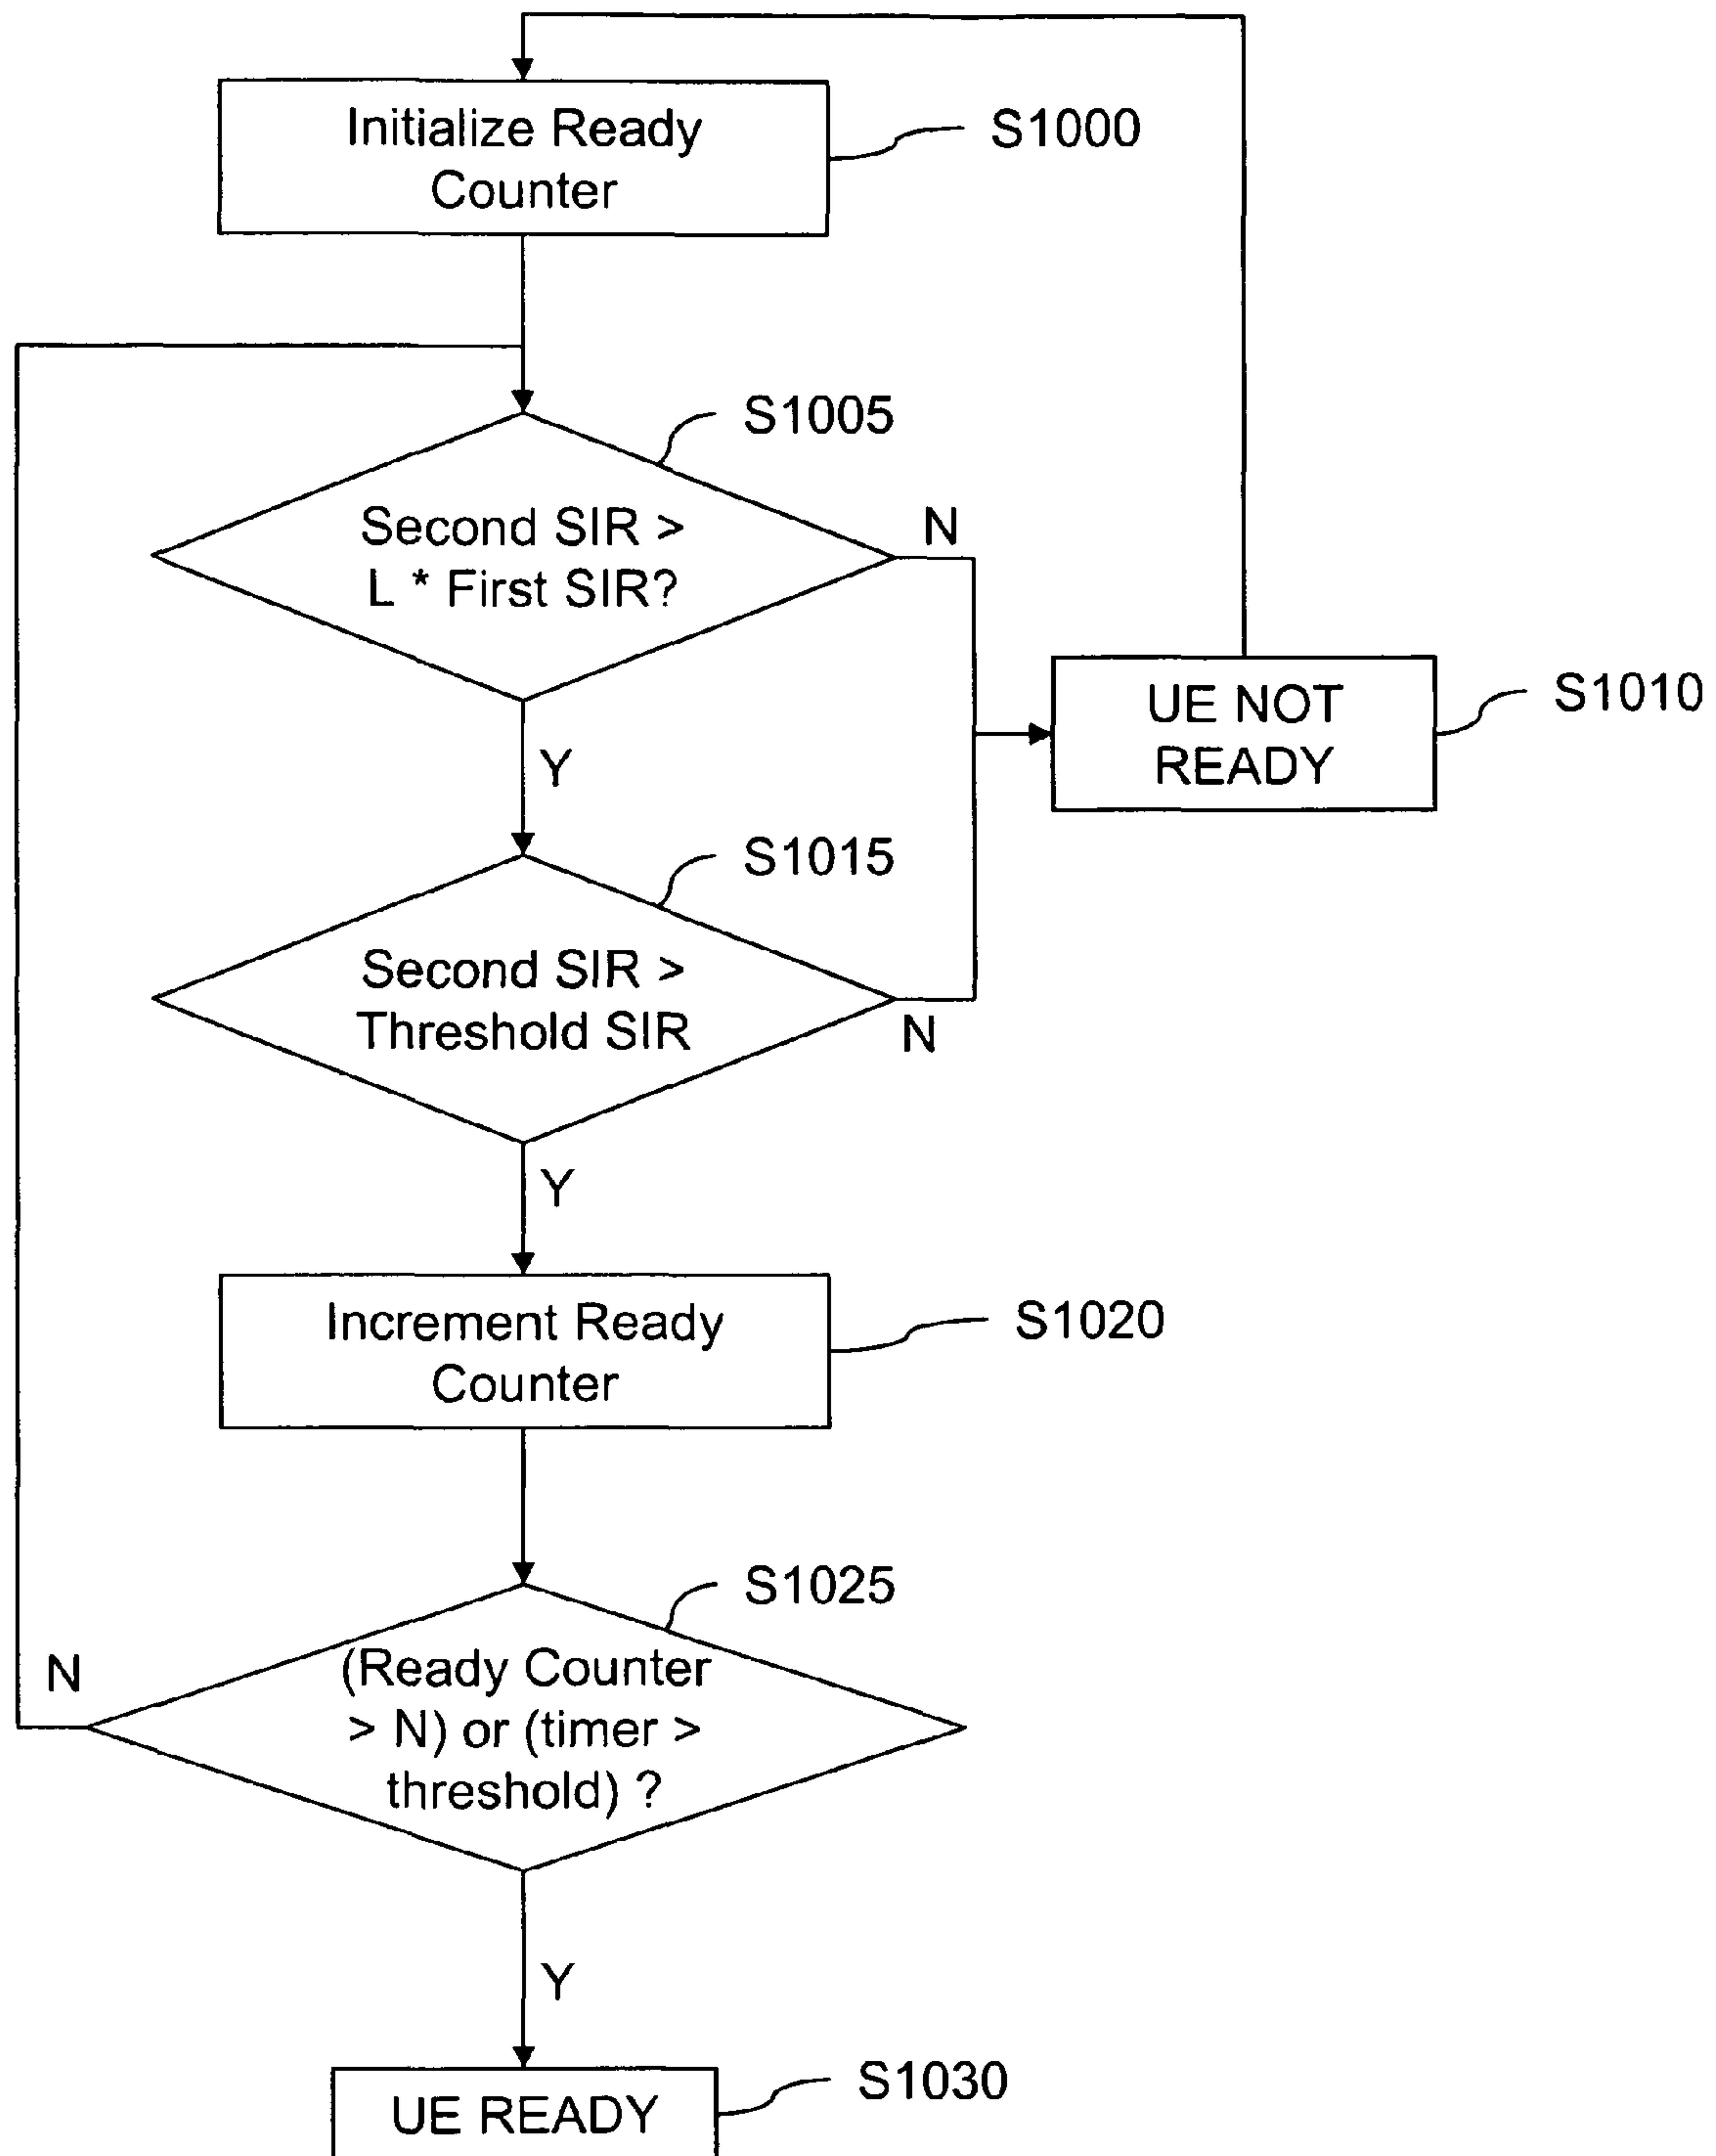 Initialize Ready
Counter
S1000
S1005
Second SIR >
L * First SIR?
N
UE NOT
READY
S1010
Y
S1015
Second SIR >
Threshold SIR
N
Y
Increment Ready
Counter
S1020
S1025
N
(Ready Counter
> N) or (timer >
threshold) ?
Y
UE READY
S1030